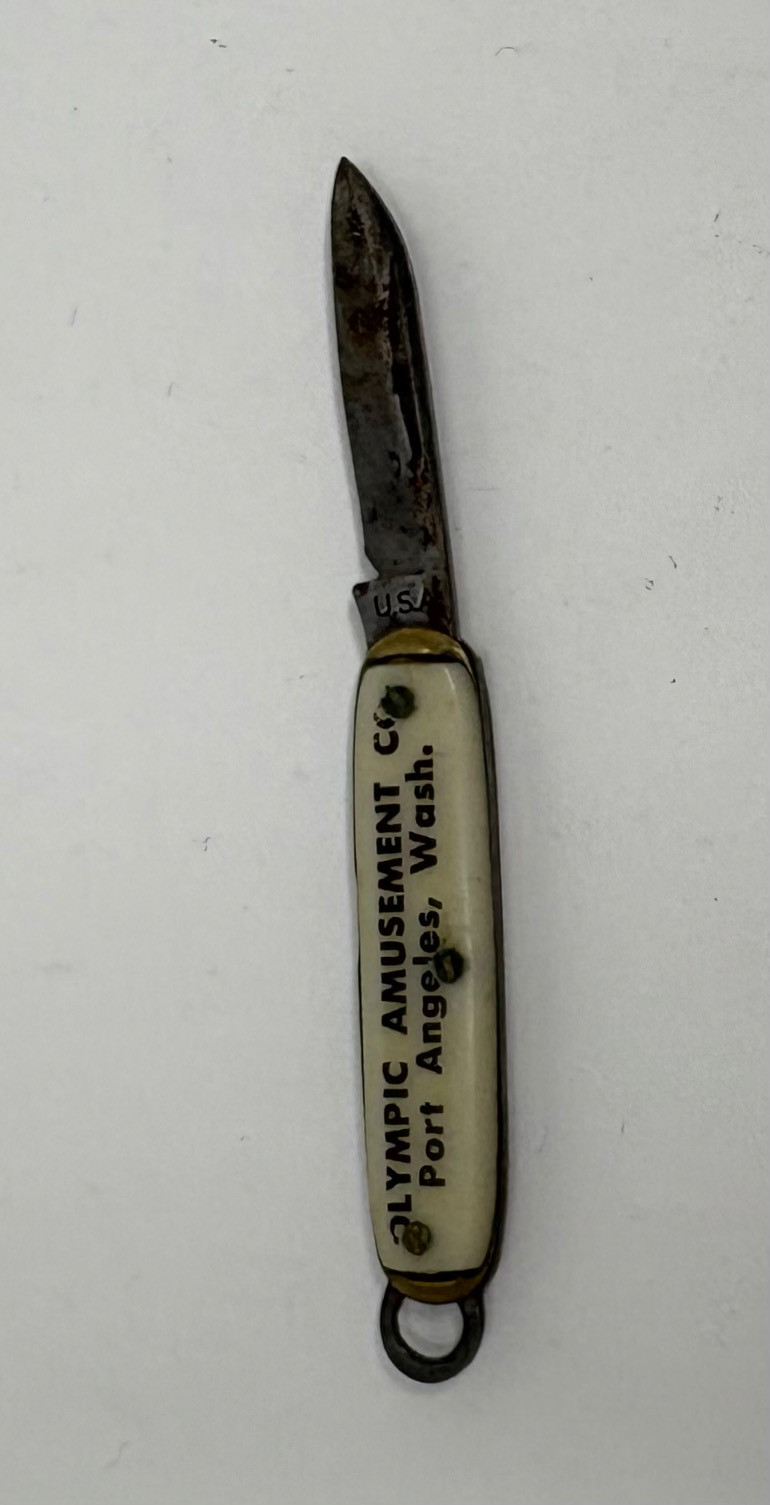 U.S.
OLYMPIC AMUSEMENT CO
Port Angeles, Wash.